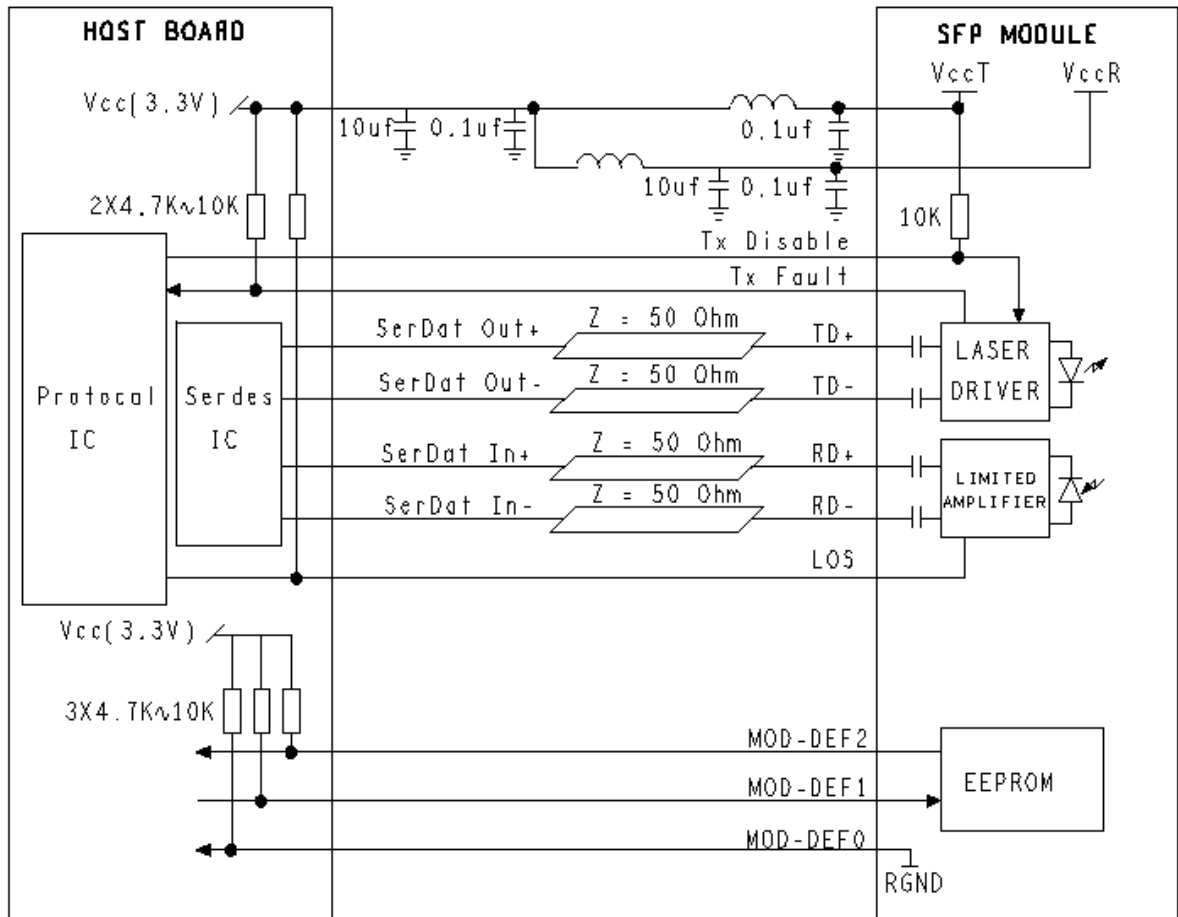 HOST BOARD
SFP MODULE
VccT
VccR
Vcc(3.3V)
10uf
0.1uf
0.1uf
10uf
0.1uf
2X4.7K~10K
10K
Tx Disable
Tx Fault
SerDat Out+
Z = 50 Ohm
TD+
SerDat Out-
Z = 50 Ohm
TD-
LASER
DRIVER
Protocal
IC
Serdes
IC
SerDat In+
Z = 50 Ohm
RD+
SerDat In-
Z = 50 Ohm
RD-
LIMITED
AMPLIFIER
LOS
Vcc(3.3V)
3X4.7K~10K
MOD-DEF2
MOD-DEF1
MOD-DEF0
EEPROM
RGND